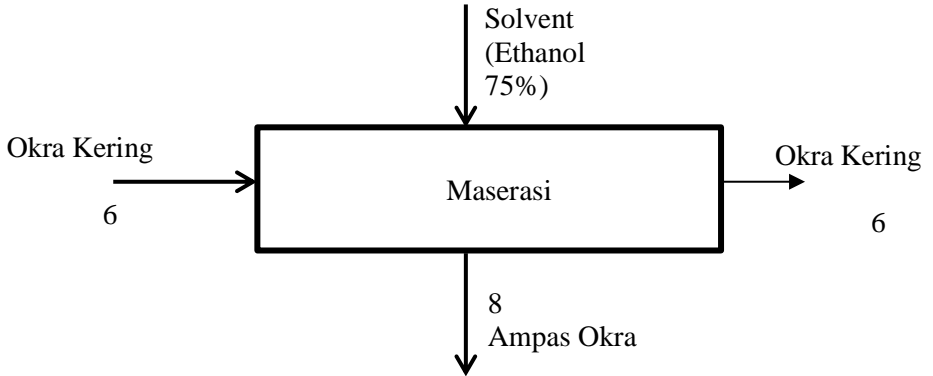 Solvent
(Ethanol
75%)
Okra Kering
6
Maserasi
Okra Kering
6
8
Ampas Okra